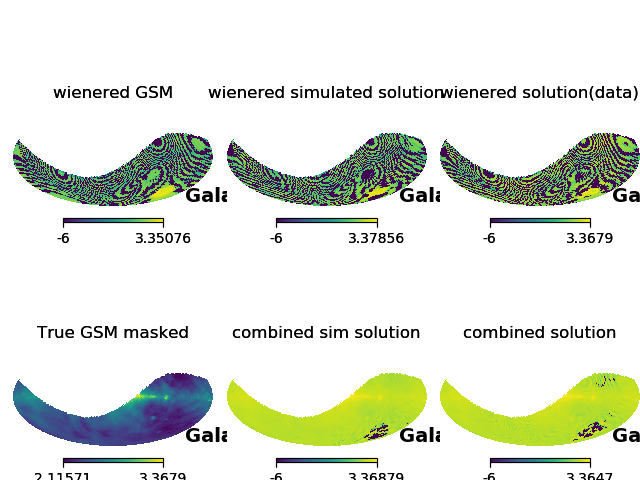 wienered GSM
wienered simulated solution
wienered solution(data)
Gala
Gala
Ga
-6 3.35076
-6 3.37856
-6 3.3679
True GSM masked
combined sim solution
combined solution
Gala
Gala
Ga
2.11571 3.3679
-6 3.36879
-6 3.3647